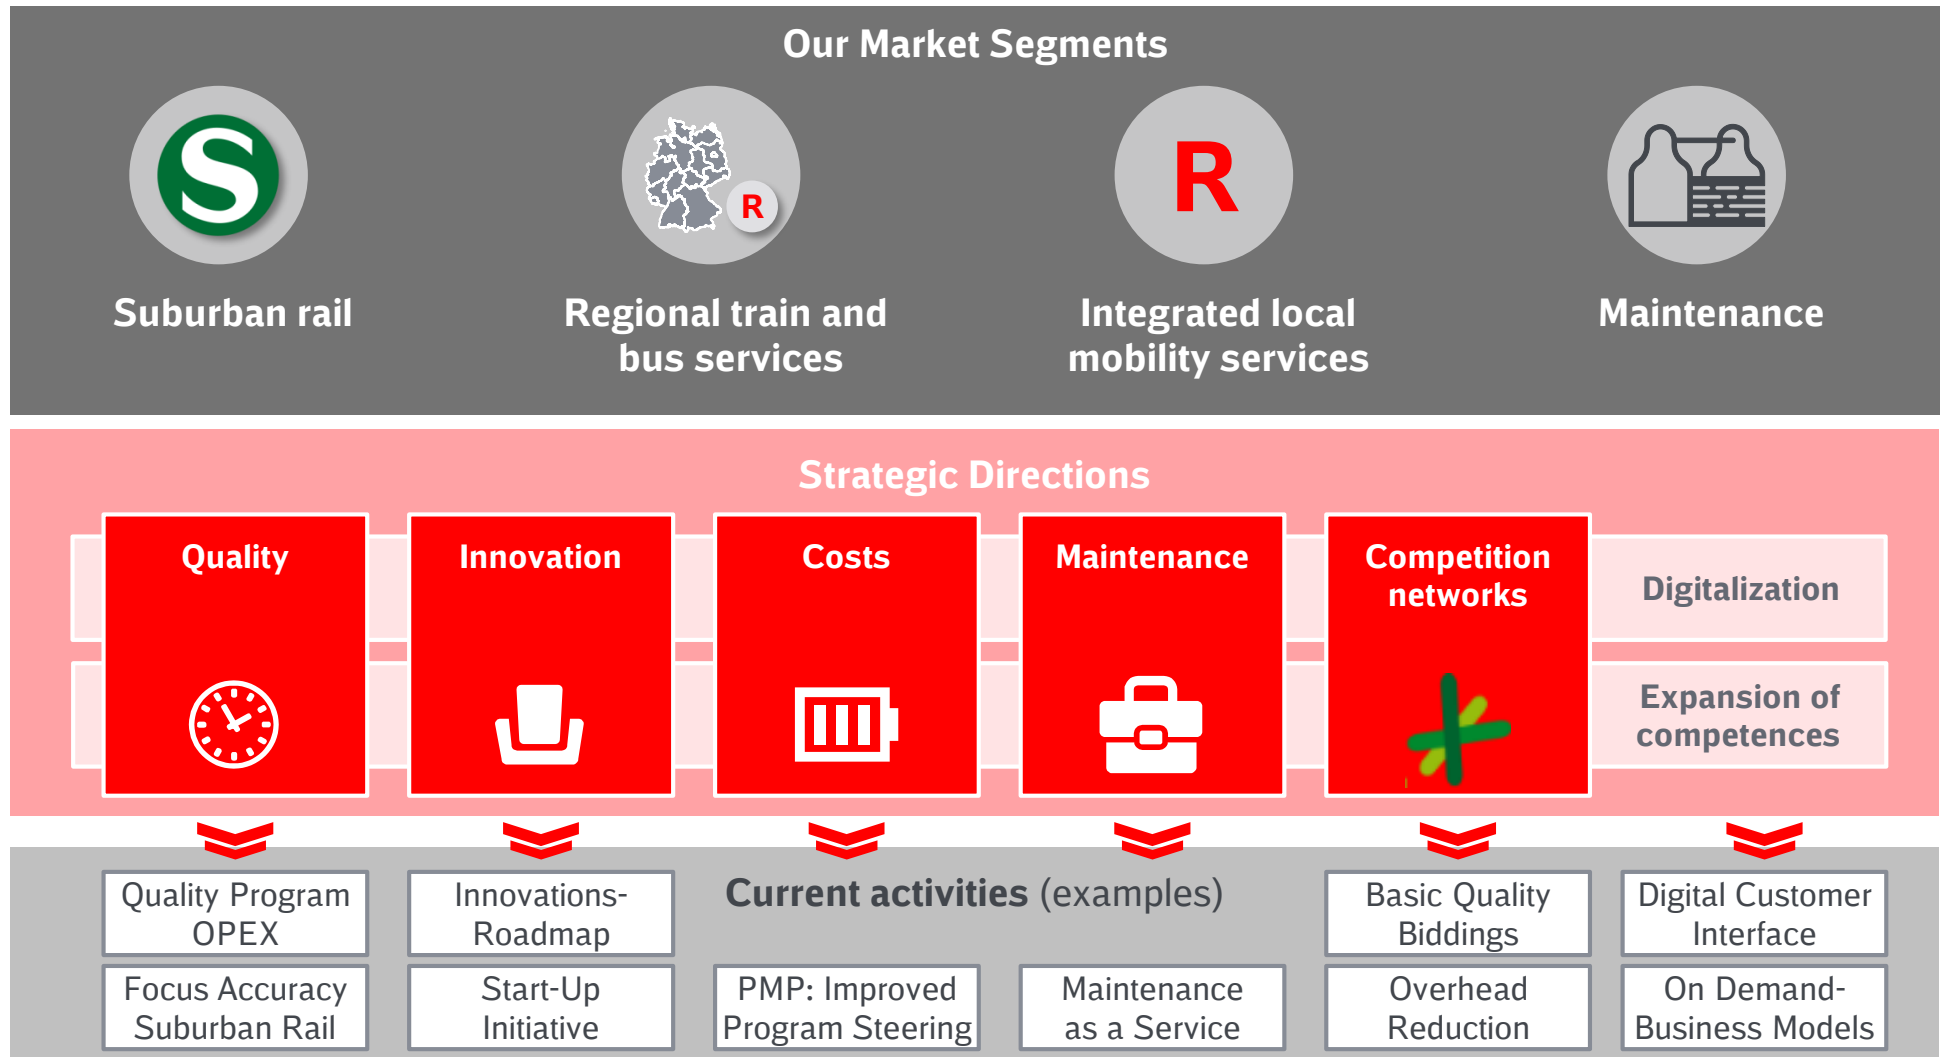 Our Market Segments
S
R
R
Suburban rail
Regional train and
bus services
Integrated local
mobility services
Maintenance
Strategic Directions
Quality
Innovation
Costs
Maintenance
Competition
networks
Digitalization
Expansion of
competences
Current activities (examples)
Quality Program
OPEX
Innovations-
Roadmap
Basic Quality
Biddings
Digital Customer
Interface
Focus Accuracy
Suburban Rail
Start-Up
Initiative
PMP: Improved
Program Steering
Maintenance
as a Service
Overhead
Reduction
On Demand-
Business Models